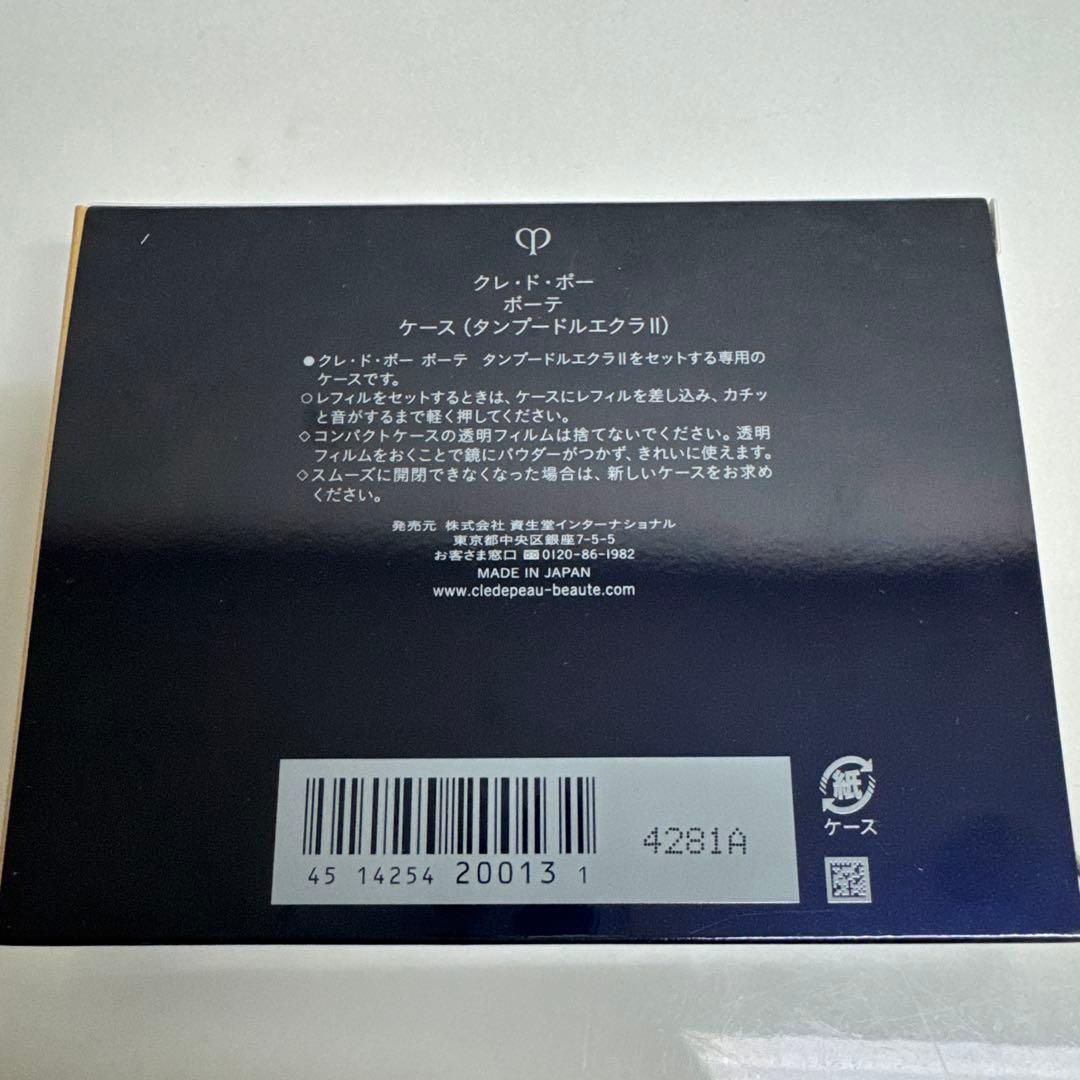 クレ・ド・ポー
ボーテ
ケース(タンプードルエクラⅡ)
●クレ・ド・ポー ボーテ タンプードルエクラⅡをセットする専用の
ケースです。
○レフィルをセットするときは、ケースにレフィルを差し込み、カチッ
と音がするまで軽く押してください。
◇コンパクトケースの透明フィルムは捨てないでください。透明
フィルムをおくことで鏡にパウダーがつかず、きれいに使えます。
◇スムーズに開閉できなくなった場合は、新しいケースをお求め
ください。
発売元 株式会社 資生堂インターナショナル
東京都中央区銀座7-5-5
お客さま窓口 0120-86-1982
MADE IN JAPAN
www.cledepeau-beaute.com
4281A
45 14254 20013 1
紙
ケース